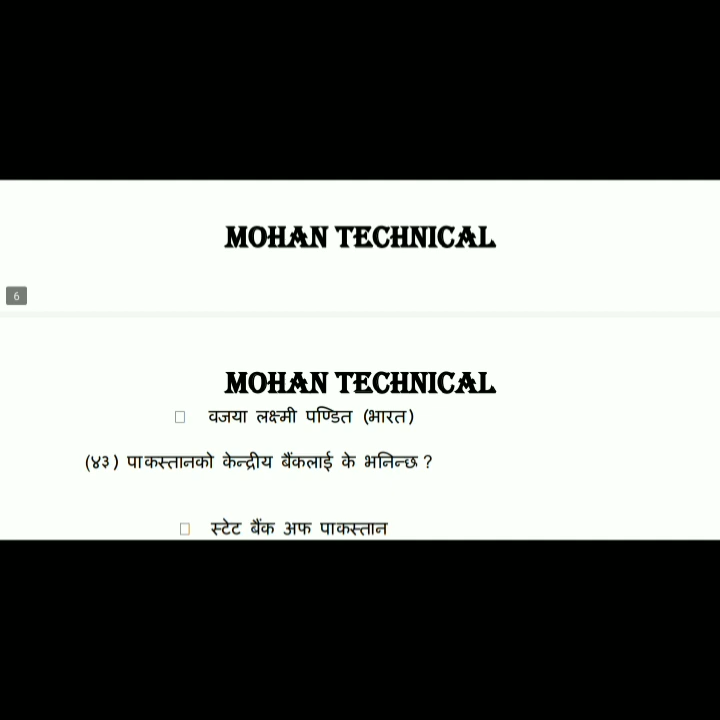 MOHAN TECHNICAL
6
MOHAN TECHNICAL
□ वजया लक्ष्मी पण्डित (भारत)
(४३) पाकस्तानको केन्द्रीय बैंकलाई के भनिन्छ ?
□ स्टेट बैंक अफ पाकस्तान